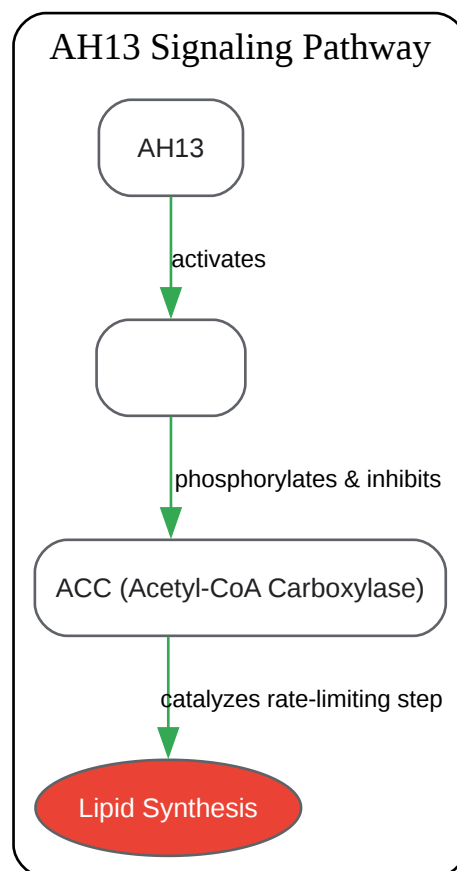 AH13 Signaling Pathway
AH13
activates
phosphorylates & inhibits
ACC (Acetyl-CoA Carboxylase)
catalyzes rate-limiting step
Lipid Synthesis